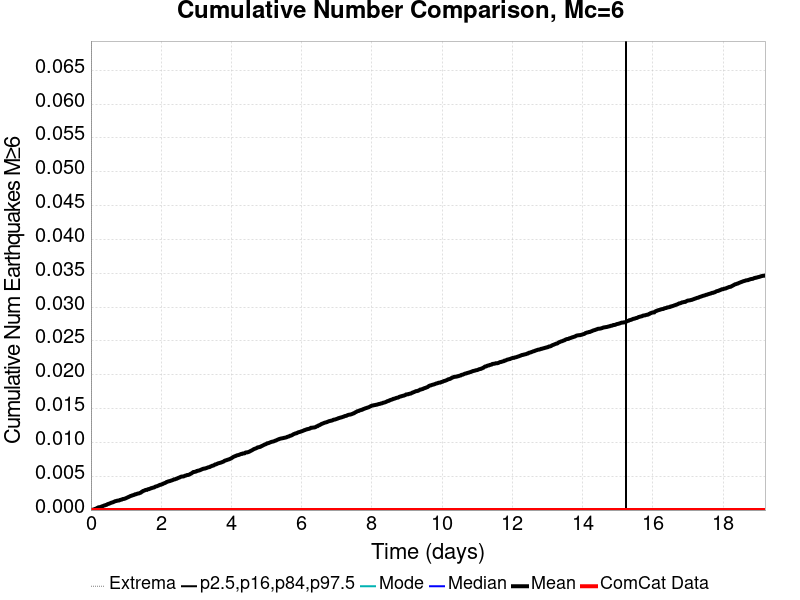 Cumulative Number Comparison, Mc=6
Cumulative Num Earthquakes M≥6
0.065
0.060
0.055
0.050
0.045
0.040
0.035
0.030
0.025
0.020
0.015
0.010
0.005
0.000
0 2 4 6 8 10 12 14 16 18
Time (days)
Extrema p2.5,p16,p84,p97.5 Mode Median Mean ComCat Data